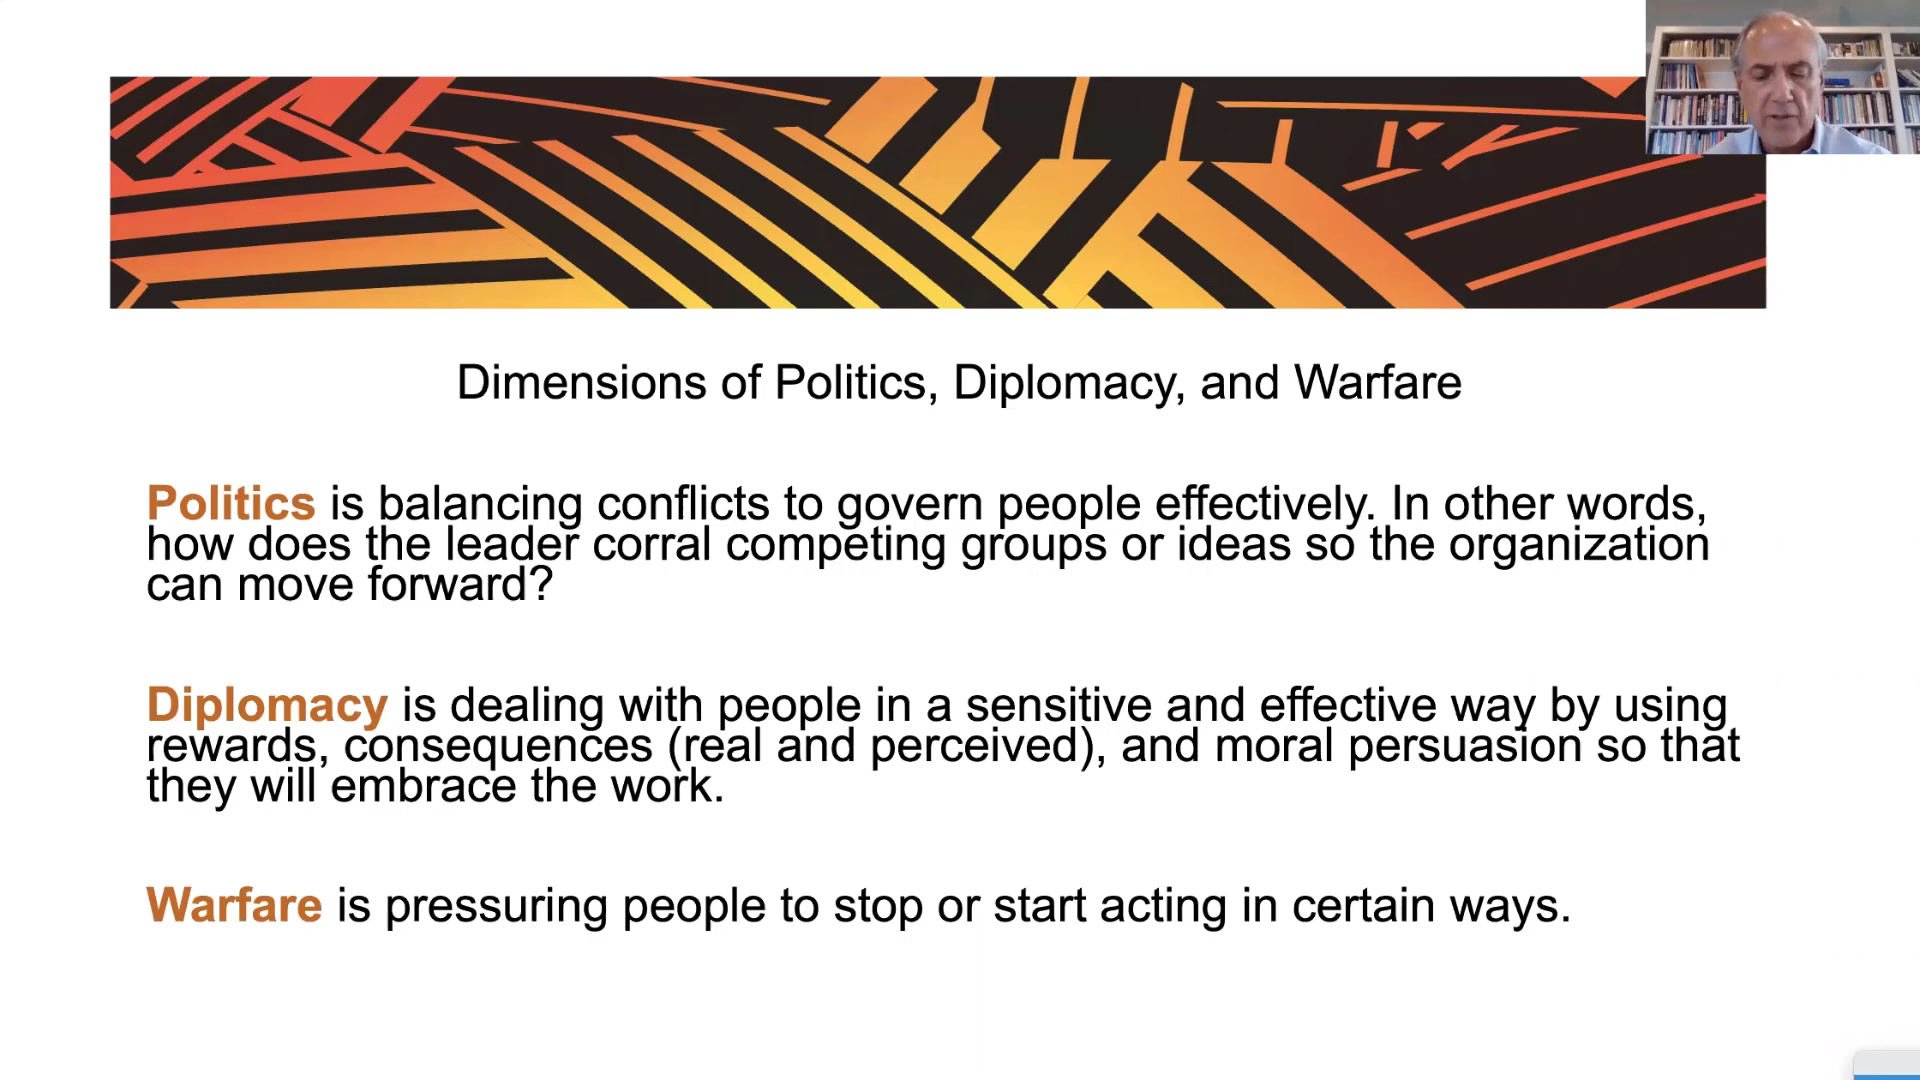 Dimensions of Politics, Diplomacy, and Warfare
Politics is balancing conflicts to govern people effectively. In other words,
how does the leader corral competing groups or ideas so the organization
can move forward?
Diplomacy is dealing with people in a sensitive and effective way by using
rewards, consequences (real and perceived), and moral persuasion so that
they will embrace the work.
Warfare is pressuring people to stop or start acting in certain ways.